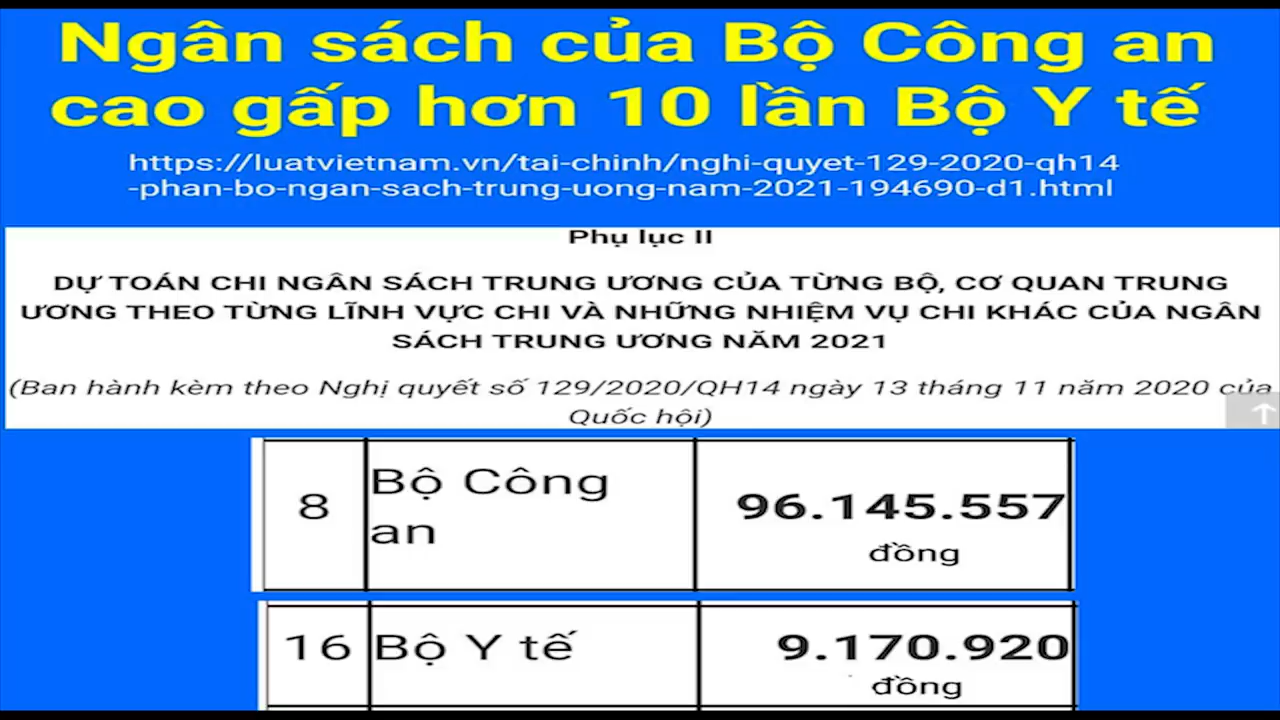 Ngân sách của Bộ Công an
cao gấp hơn 10 lần Bộ Y tế
https://luatvietnam.vn/tai-chinh/nghi-quyet-129-2020-qh14
-phan-bo-ngan-sach-trung-uong-nam-2021-194690-d1.html
Phụ lục II
DỰ TOÁN CHI NGÂN SÁCH TRUNG ƯƠNG CỦA TỪNG BỘ, CƠ QUAN TRUNG
ƯƠNG THEO TỪNG LĨNH VỰC CHI VÀ NHỮNG NHIỆM VỤ CHI KHÁC CỦA NGÂN
SÁCH TRUNG ƯƠNG NĂM 2021
(Ban hành kèm theo Nghị quyết số 129/2020/QH14 ngày 13 tháng 11 năm 2020 của
Quốc hội)
8 Bộ Công an 96.145.557 đồng
16 Bộ Y tế 9.170.920 đồng